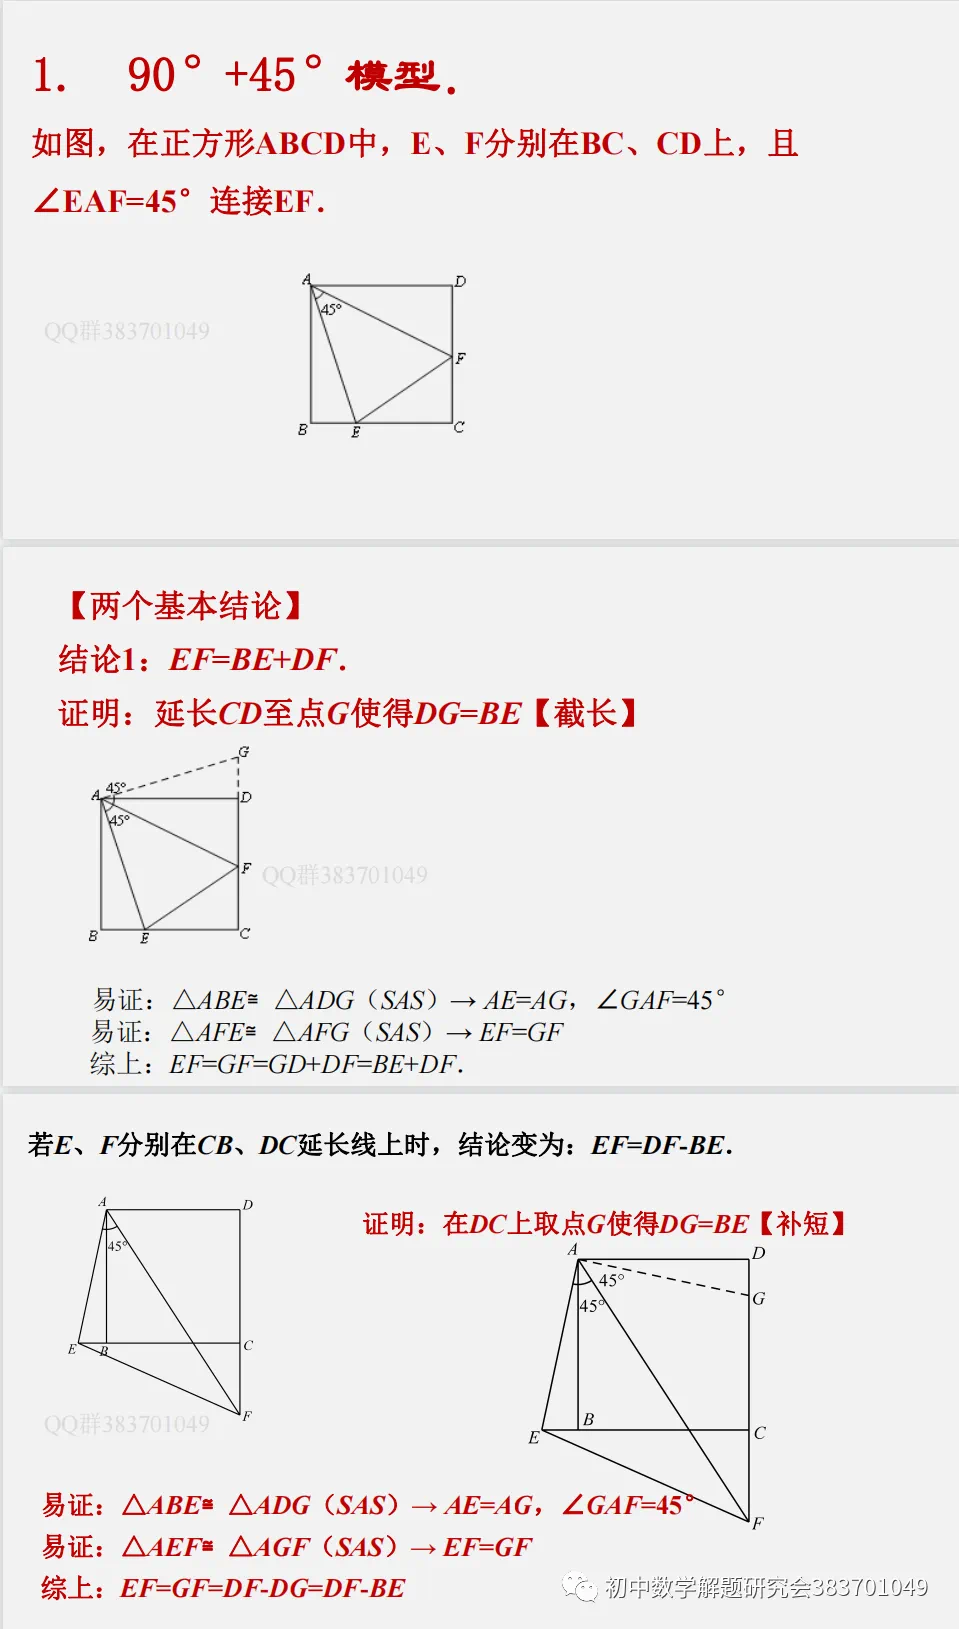 1. 90°+45°模型.
如图，在正方形ABCD中，E、F分别在BC、CD上，且
∠EAF=45°连接EF.
A
D
45°
QQ群383701049
F
B
E
C
【两个基本结论】
结论1：EF=BE+DF.
证明：延长CD至点G使得DG=BE【截长】
G
45°
A
D
45°
F
QQ群383701049
B
E
C
易证：△ABE≌ △ADG（SAS）→ AE=AG，∠GAF=45°
易证：△AFE≌ △AFG（SAS）→ EF=GF
综上：EF=GF=GD+DF=BE+DF.
若E、F分别在CB、DC延长线上时，结论变为：EF=DF-BE.
A
D
45°
E
B
C
F
QQ群383701049
证明：在DC上取点G使得DG=BE【补短】
A
D
45°
G
45°
B
E
C
F
易证：△ABE≌ △ADG（SAS）→ AE=AG，∠GAF=45°
易证：△AEF≌ △AGF（SAS）→ EF=GF
综上：EF=GF=DF-DG=DF-BE
初中数学解题研究会383701049